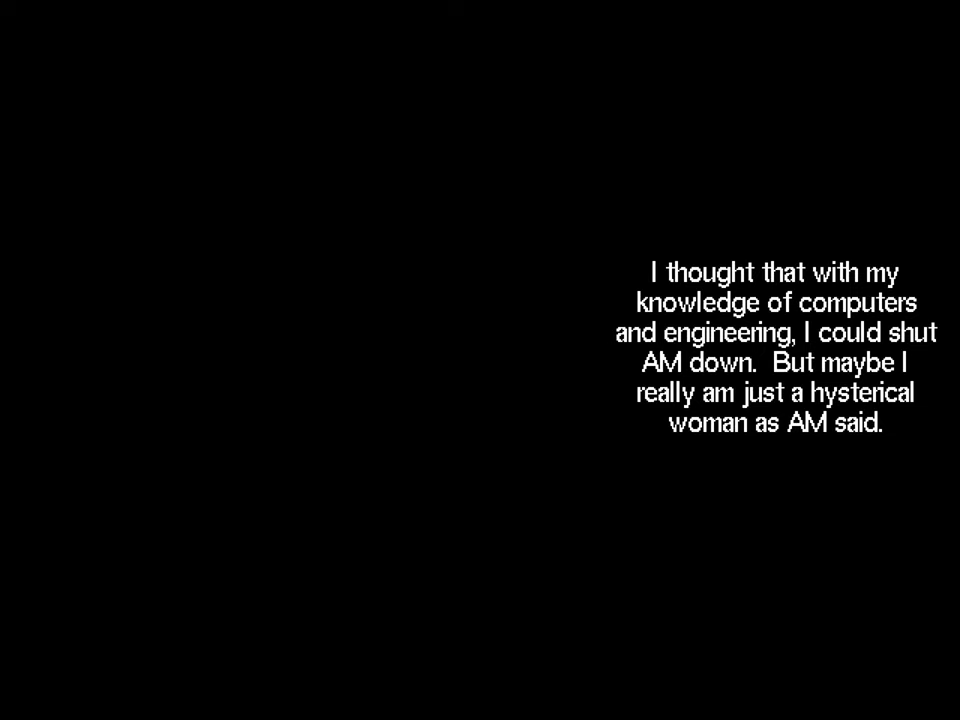 I thought that with my
knowledge of computers
and engineering, I could shut
AM down.  But maybe I
really am just a hysterical
woman as AM said.